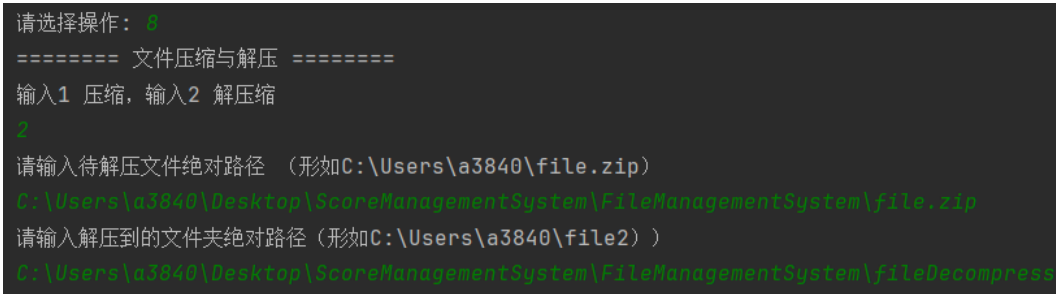 请选择操作: 8
======== 文件压缩与解压 ========
输入1 压缩，输入2 解压缩
2
请输入待解压文件绝对路径 （形如C:\Users\a3840\file.zip）
C:\Users\a3840\Desktop\ScoreManagementSystem\FileManagementSystem\file.zip
请输入解压到的文件夹绝对路径（形如C:\Users\a3840\file2））
C:\Users\a3840\Desktop\ScoreManagementSystem\FileManagementSystem\fileDecompress